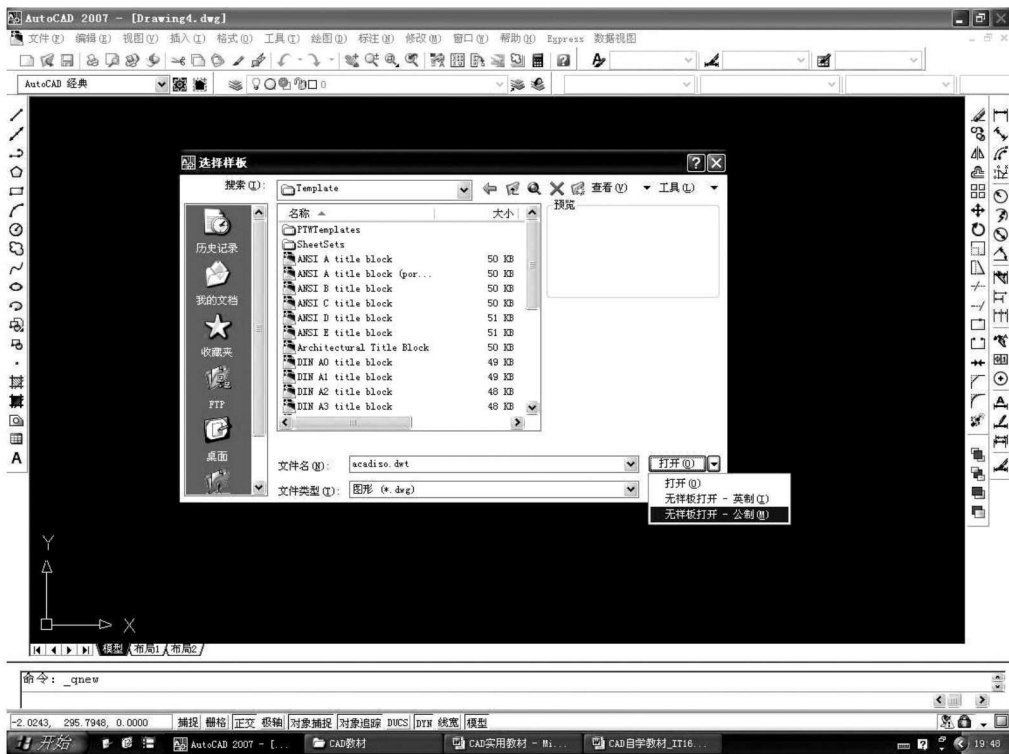 AutoCAD 2007 - [Drawing4.dwg]
文件(F) 编辑(E) 视图(V) 插入(I) 格式(O) 工具(T) 绘图(D) 标注(N) 修改(M) 窗口(W) 帮助(H) Express 数据视图
AutoCAD 经典
0
选择样板
搜索(I):
Template
查看(V)
工具(L)
名称
大小
预览
PTWTemplates
SheetSets
ANSI A title block 50 KB
ANSI A title block (por... 50 KB
ANSI B title block 50 KB
ANSI C title block 50 KB
ANSI D title block 51 KB
ANSI E title block 51 KB
Architectural Title Block 50 KB
DIN A0 title block 49 KB
DIN A1 title block 49 KB
DIN A2 title block 48 KB
DIN A3 title block 48 KB
历史记录
我的文档
收藏夹
FTP
桌面
文件名(N): acadiso.dwt
打开(O)
文件类型(T): 图形 (*.dwg)
打开(O)
无样板打开 - 英制(I)
无样板打开 - 公制(M)
Y
X
模型 布局1 布局2
命令: _qnew
-2.0243, 295.7948, 0.0000 捕捉 栅格 正交 极轴 对象捕捉 对象追踪 DUCS DYN 线宽 模型
开始 AutoCAD 2007 - [... CAD教材 CAD实用教材 - Mi... CAD自学教材_IT16... 19:48